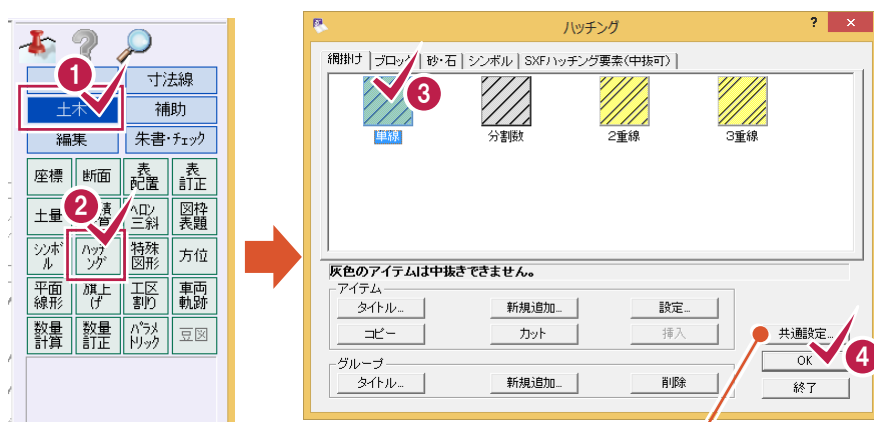 1
寸法線
土木
補助
編集
朱書・チェック
座標
断面
表
配置
表
訂正
土量
2
ヘロン
三斜
図枠
表題
シンボ
ル
ハッチ
ング
特殊
図形
方位
平面
線形
旗上
げ
工区
割り
車両
軌跡
数量
計算
数量
訂正
パラメ
トリック
豆図
ハッチング
? ×
網掛け
ブロック
砂・石
シンボル
SXFハッチング要素(中抜可)
3
単線
分割数
2重線
3重線
灰色のアイテムは中抜きできません。
アイテム
タイトル...
新規追加...
設定...
コピー
カット
挿入
共通設定...
OK
4
グループ
タイトル...
新規追加...
削除
終了